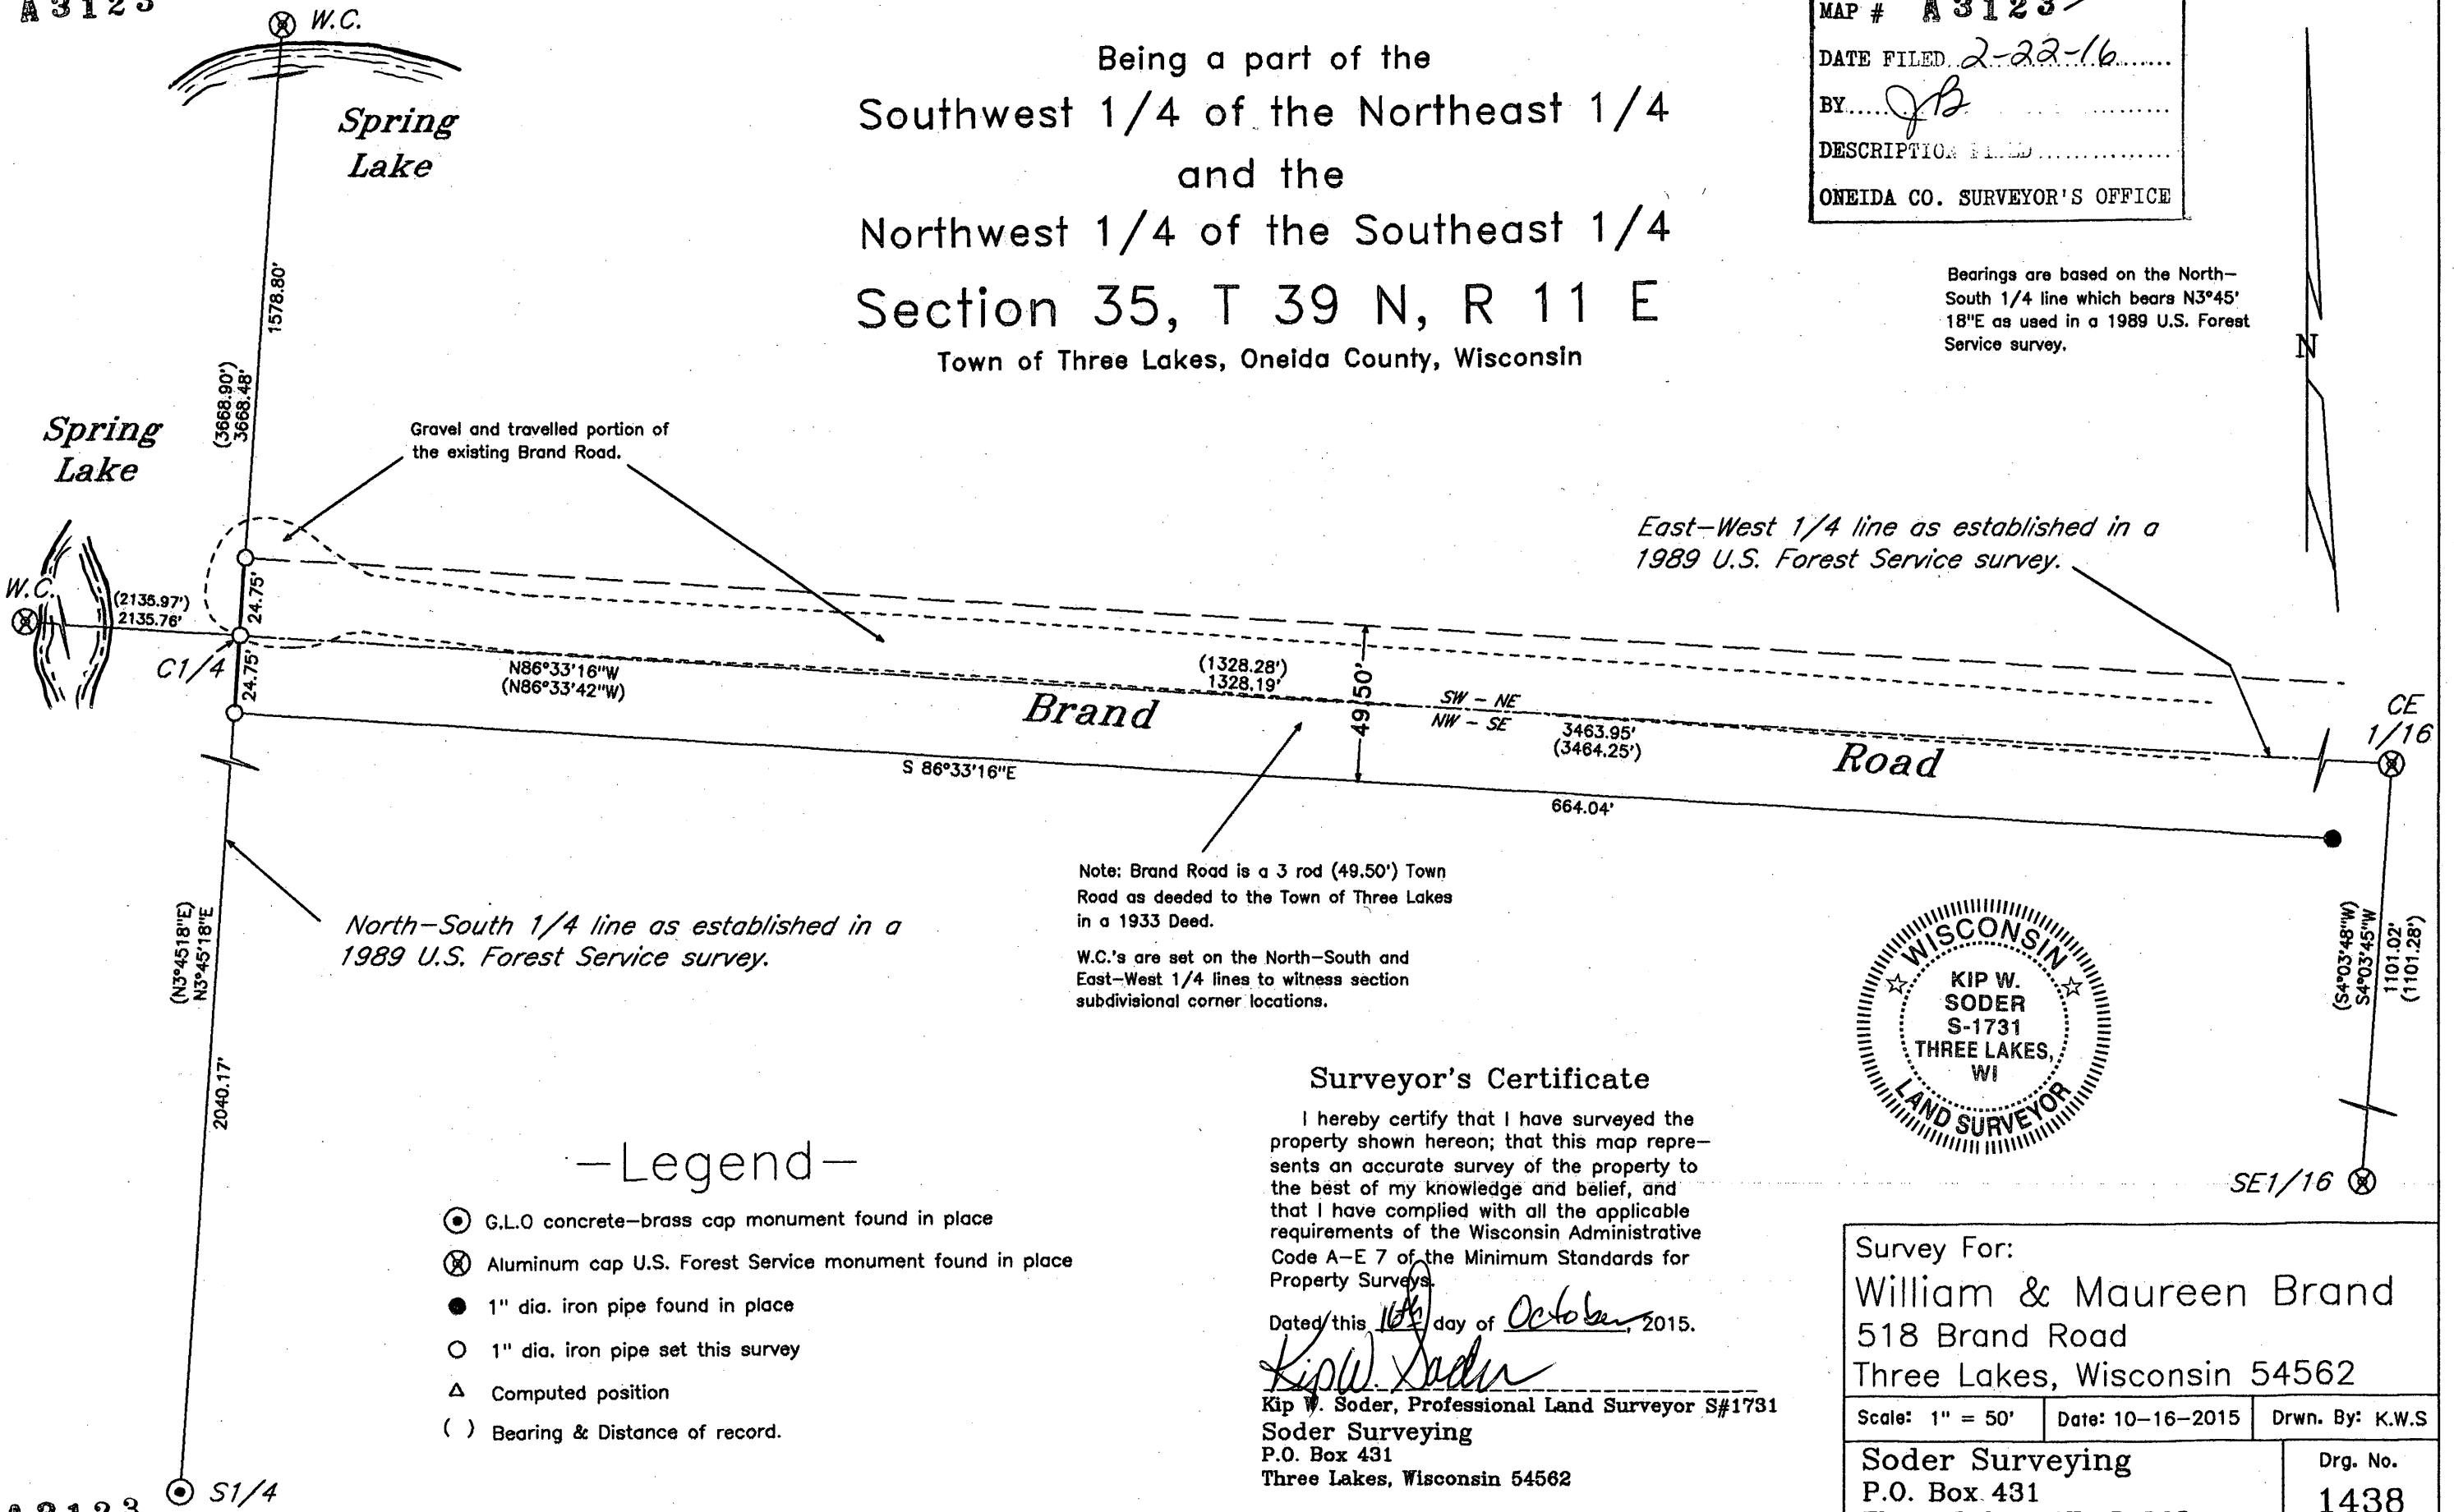 A3123
W.C.
Spring
Lake
1578.80'
(3668.90')
3668.48'
Being a part of the
Southwest 1/4 of the Northeast 1/4
and the
Northwest 1/4 of the Southeast 1/4
Section 35, T 39 N, R 11 E
Town of Three Lakes, Oneida County, Wisconsin
MAP # A3123
DATE FILED 2-22-16
BY JB
DESCRIPTION FILED
ONEIDA CO. SURVEYOR'S OFFICE
Bearings are based on the North-
South 1/4 line which bears N3°45'
18"E as used in a 1989 U.S. Forest
Service survey.
N
Spring
Lake
Gravel and travelled portion of
the existing Brand Road.
East-West 1/4 line as established in a
1989 U.S. Forest Service survey.
W.C.
(2135.97')
2135.76'
24.75'
C1/4
24.75'
N86°33'16"W
(N86°33'42"W)
(1328.28')
1328.19'
49.50'
SW - NE
NW - SE
3463.95'
(3464.25')
Brand Road
CE
1/16
S 86°33'16"E
664.04'
Note: Brand Road is a 3 rod (49.50') Town
Road as deeded to the Town of Three Lakes
in a 1933 Deed.
W.C.'s are set on the North-South and
East-West 1/4 lines to witness section
subdivisional corner locations.
North-South 1/4 line as established in a
1989 U.S. Forest Service survey.
(N3°4518"E)
N3°45'18"E
2040.17'
(S4°03'48"W)
S4°03'45"W
1101.02'
(1101.28')
WISCONSIN
KIP W.
SODER
S-1731
THREE LAKES,
WI
LAND SURVEYOR
SE1/16
-Legend-
G.L.O concrete-brass cap monument found in place
Aluminum cap U.S. Forest Service monument found in place
1" dia. iron pipe found in place
1" dia. iron pipe set this survey
Computed position
( ) Bearing & Distance of record.
S1/4
A3123
Surveyor's Certificate
I hereby certify that I have surveyed the
property shown hereon; that this map repre-
sents an accurate survey of the property to
the best of my knowledge and belief, and
that I have complied with all the applicable
requirements of the Wisconsin Administrative
Code A-E 7 of the Minimum Standards for
Property Surveys.
Dated this 16th day of October, 2015.
Kip W. Soder
Kip W. Soder, Professional Land Surveyor S#1731
Soder Surveying
P.O. Box 431
Three Lakes, Wisconsin 54562
Survey For:
William & Maureen Brand
518 Brand Road
Three Lakes, Wisconsin 54562
Scale: 1" = 50' Date: 10-16-2015 Drwn. By: K.W.S
Soder Surveying
P.O. Box 431
Drg. No.
1438